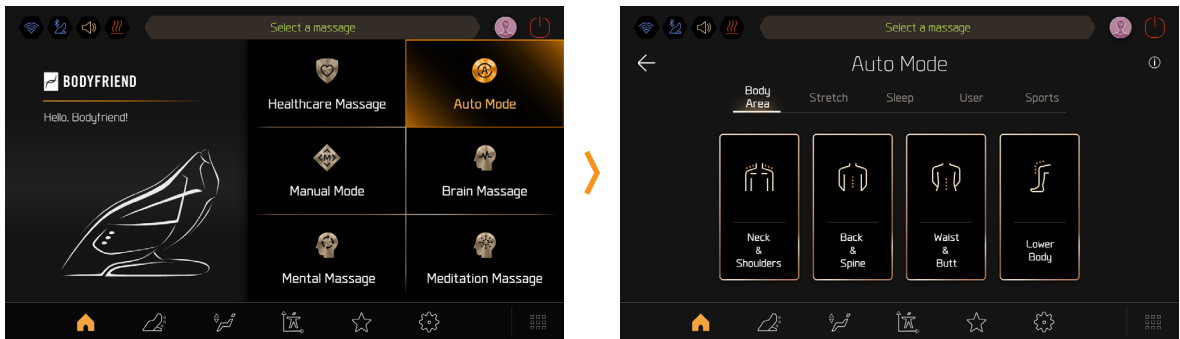 Select a massage
BODYFRIEND
Hello, Bodyfriend!
Healthcare Massage
Auto Mode
Manual Mode
Brain Massage
Mental Massage
Meditation Massage
Select a massage
Auto Mode
Body
Area
Stretch
Sleep
User
Sports
Neck
&
Shoulders
Back
&
Spine
Waist
&
Butt
Lower
Body